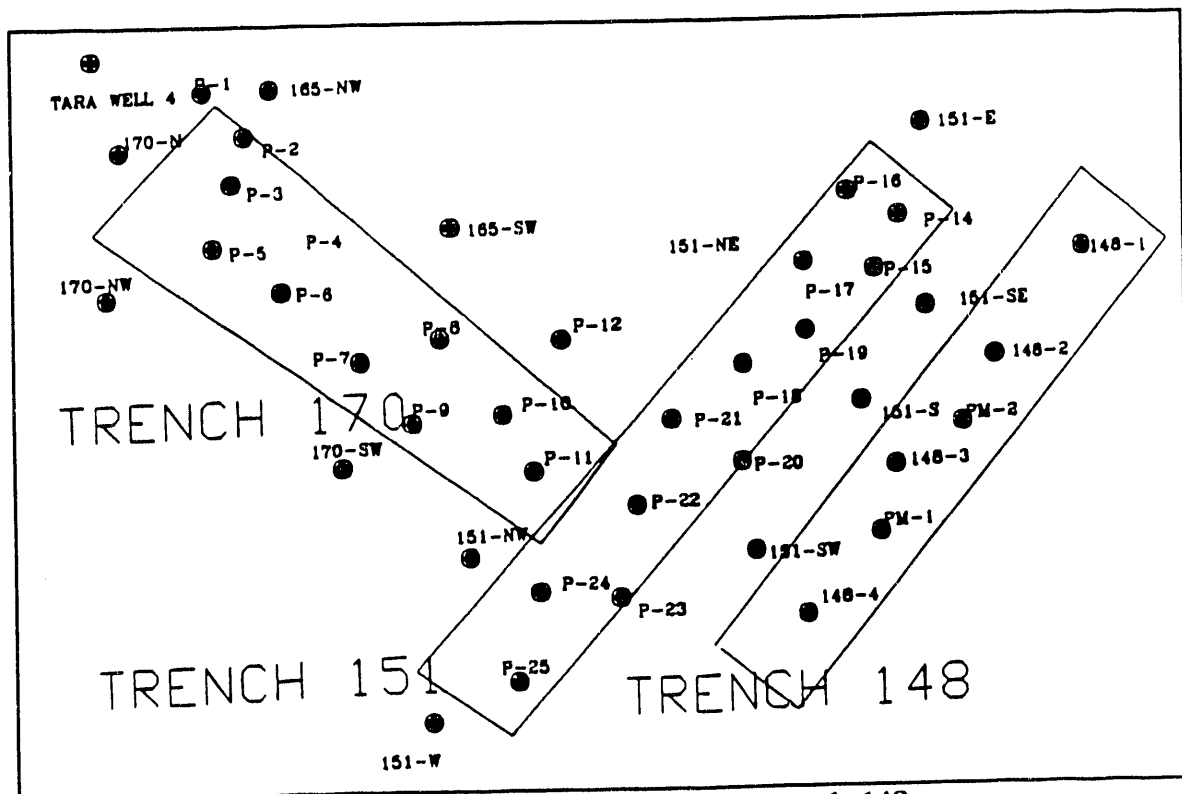 P-1
165-NW
TARA WELL 4
151-E
170-N
P-2
P-3
P-16
P-14
165-SW
P-4
151-NE
148-1
P-5
P-15
P-17
170-NW
P-6
151-SE
P-8
P-12
P-19
148-2
P-7
P-18
P-9
P-10
P-21
151-S
PM-2
TRENCH 170
170-SW
P-11
P-20
148-3
P-22
PM-1
151-NW
151-SW
P-24
P-23
148-4
P-25
TRENCH 151
TRENCH 148
151-W